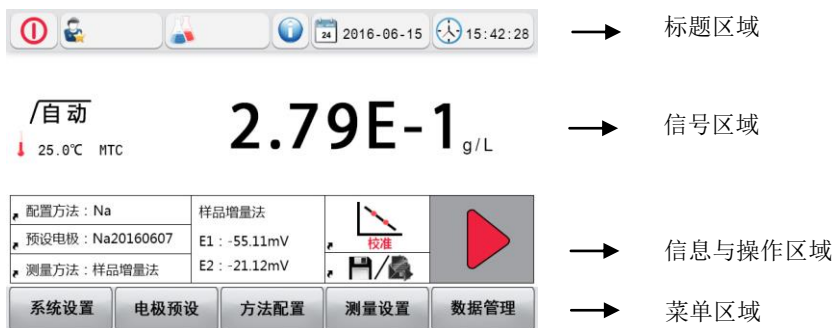 24 2016-06-15 15:42:28 标题区域
自动
2.79E-1 g/L 信号区域
25.0℃ MTC
配置方法：Na 样品增量法
预设电极：Na20160607 E1：-55.11mV 校准 信息与操作区域
测量方法：样品增量法 E2：-21.12mV
系统设置 电极预设 方法配置 测量设置 数据管理 菜单区域